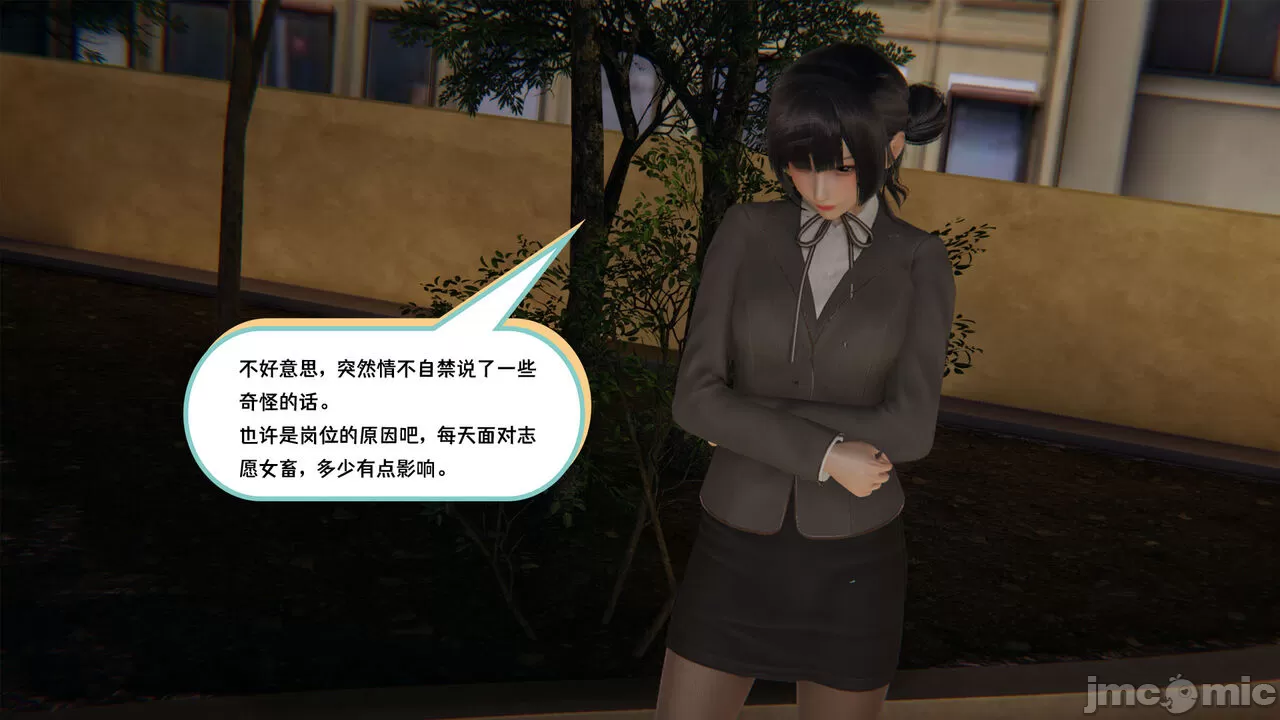 不好意思，突然情不自禁说了一些
奇怪的话。
也许是岗位的原因吧，每天面对志
愿女畜，多少有点影响。
jmcomic